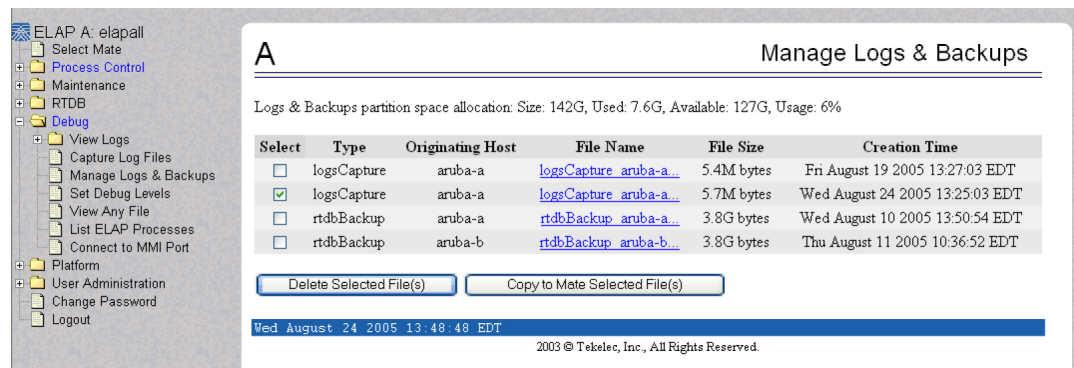 ELAP A: elapall
Select Mate
Process Control
Maintenance
RTDB
Debug
View Logs
Capture Log Files
Manage Logs & Backups
Set Debug Levels
View Any File
List ELAP Processes
Connect to MMI Port
Platform
User Administration
Change Password
Logout
A
Manage Logs & Backups
Logs & Backups partition space allocation: Size: 142G, Used: 7.6G, Available: 127G, Usage: 6%
Select Type Originating Host File Name File Size Creation Time
logsCapture aruba-a logsCapture_aruba-a... 5.4M bytes Fri August 19 2005 13:27:03 EDT
logsCapture aruba-a logsCapture_aruba-a... 5.7M bytes Wed August 24 2005 13:25:03 EDT
rtdbBackup aruba-a rtdbBackup_aruba-a... 3.8G bytes Wed August 10 2005 13:50:54 EDT
rtdbBackup aruba-b rtdbBackup_aruba-b... 3.8G bytes Thu August 11 2005 10:36:52 EDT
Delete Selected File(s) Copy to Mate Selected File(s)
Wed August 24 2005 13:48:48 EDT
2003 © Tekelec, Inc., All Rights Reserved.